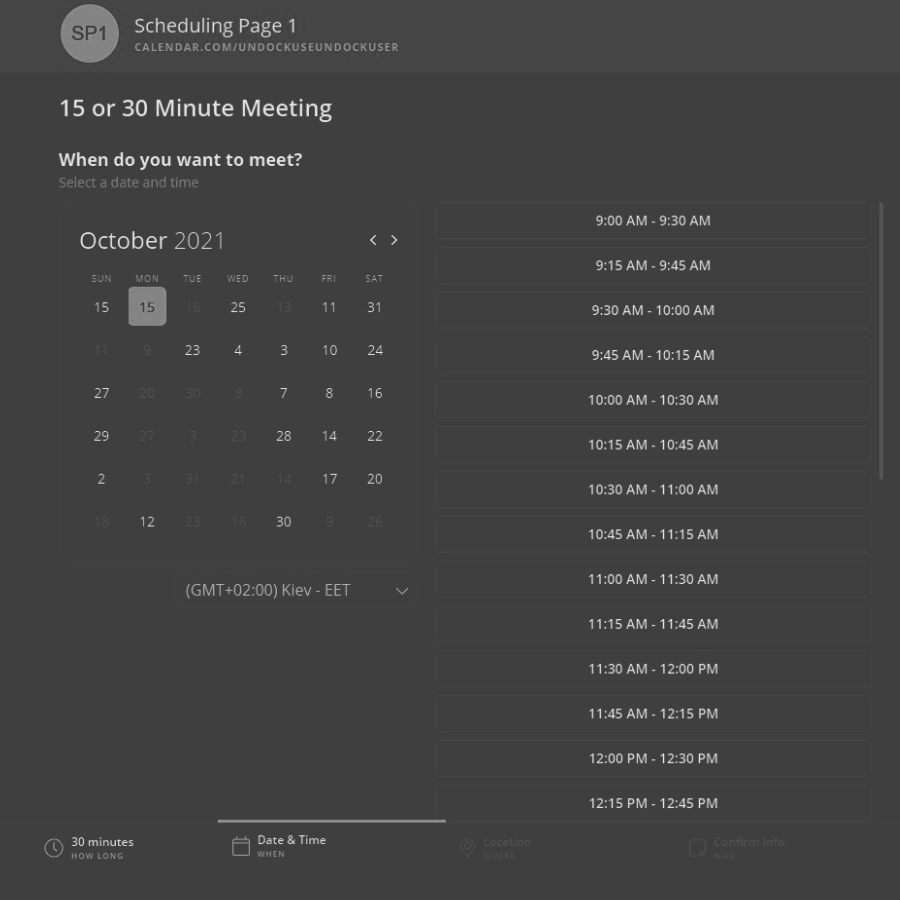 SP1
Scheduling Page 1
CALENDAR.COM/UNDOCKUSEUNDOCKUSER
15 or 30 Minute Meeting
When do you want to meet?
Select a date and time
October 2021
SUN MON TUE WED THU FRI SAT
15 15 16 25 13 11 31
11 9 23 4 3 10 24
27 20 30 8 7 8 16
29 27 3 23 28 14 22
2 3 31 21 14 17 20
18 12 23 16 30 9 26
(GMT+02:00) Kiev - EET
9:00 AM - 9:30 AM
9:15 AM - 9:45 AM
9:30 AM - 10:00 AM
9:45 AM - 10:15 AM
10:00 AM - 10:30 AM
10:15 AM - 10:45 AM
10:30 AM - 11:00 AM
10:45 AM - 11:15 AM
11:00 AM - 11:30 AM
11:15 AM - 11:45 AM
11:30 AM - 12:00 PM
11:45 AM - 12:15 PM
12:00 PM - 12:30 PM
12:15 PM - 12:45 PM
30 minutes
HOW LONG
Date & Time
WHEN
Location
WHERE
Confirm Info
WHO